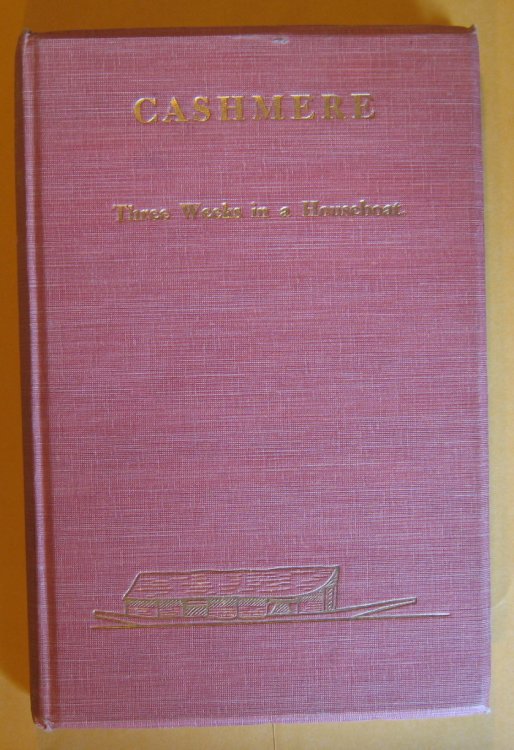 CASHMERE
Three Weeks in a Houseboat.